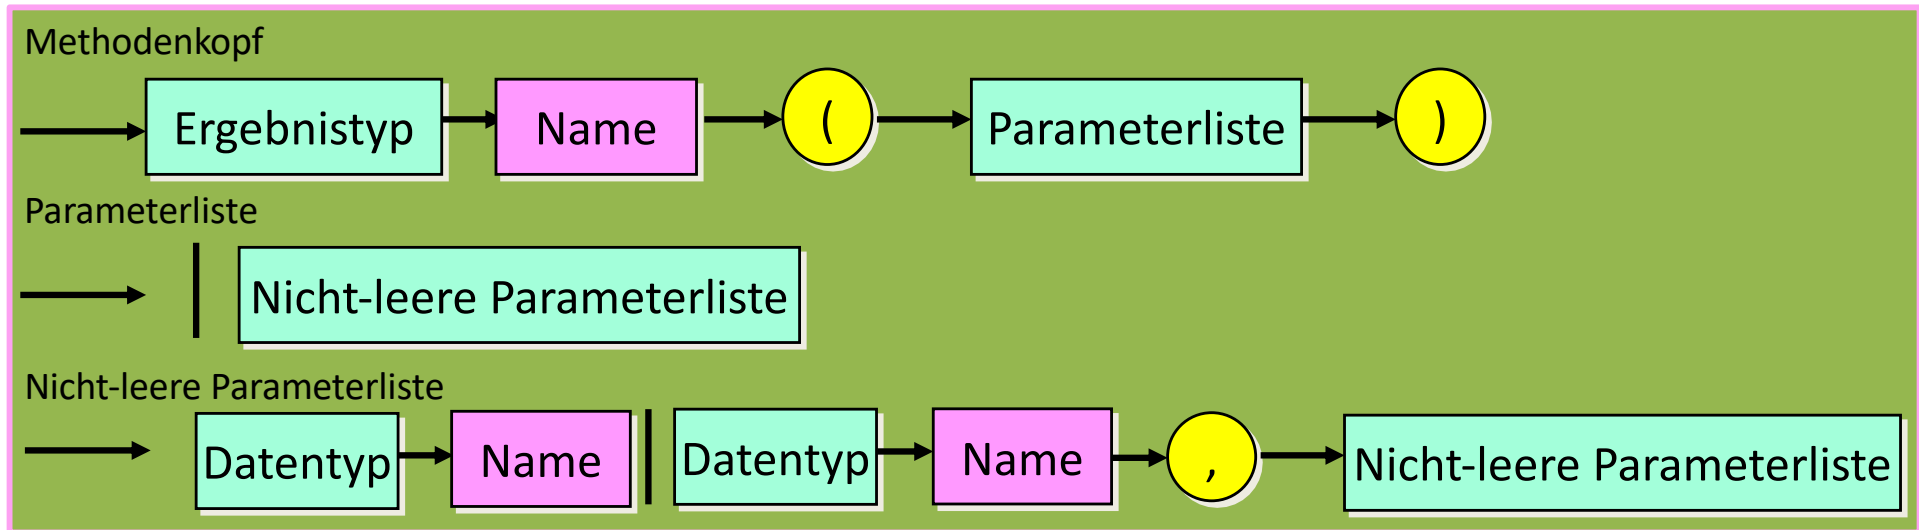 Methodenkopf
Ergebnistyp Name ( Parameterliste )
Parameterliste
| Nicht-leere Parameterliste
Nicht-leere Parameterliste
Datentyp Name | Datentyp Name , Nicht-leere Parameterliste